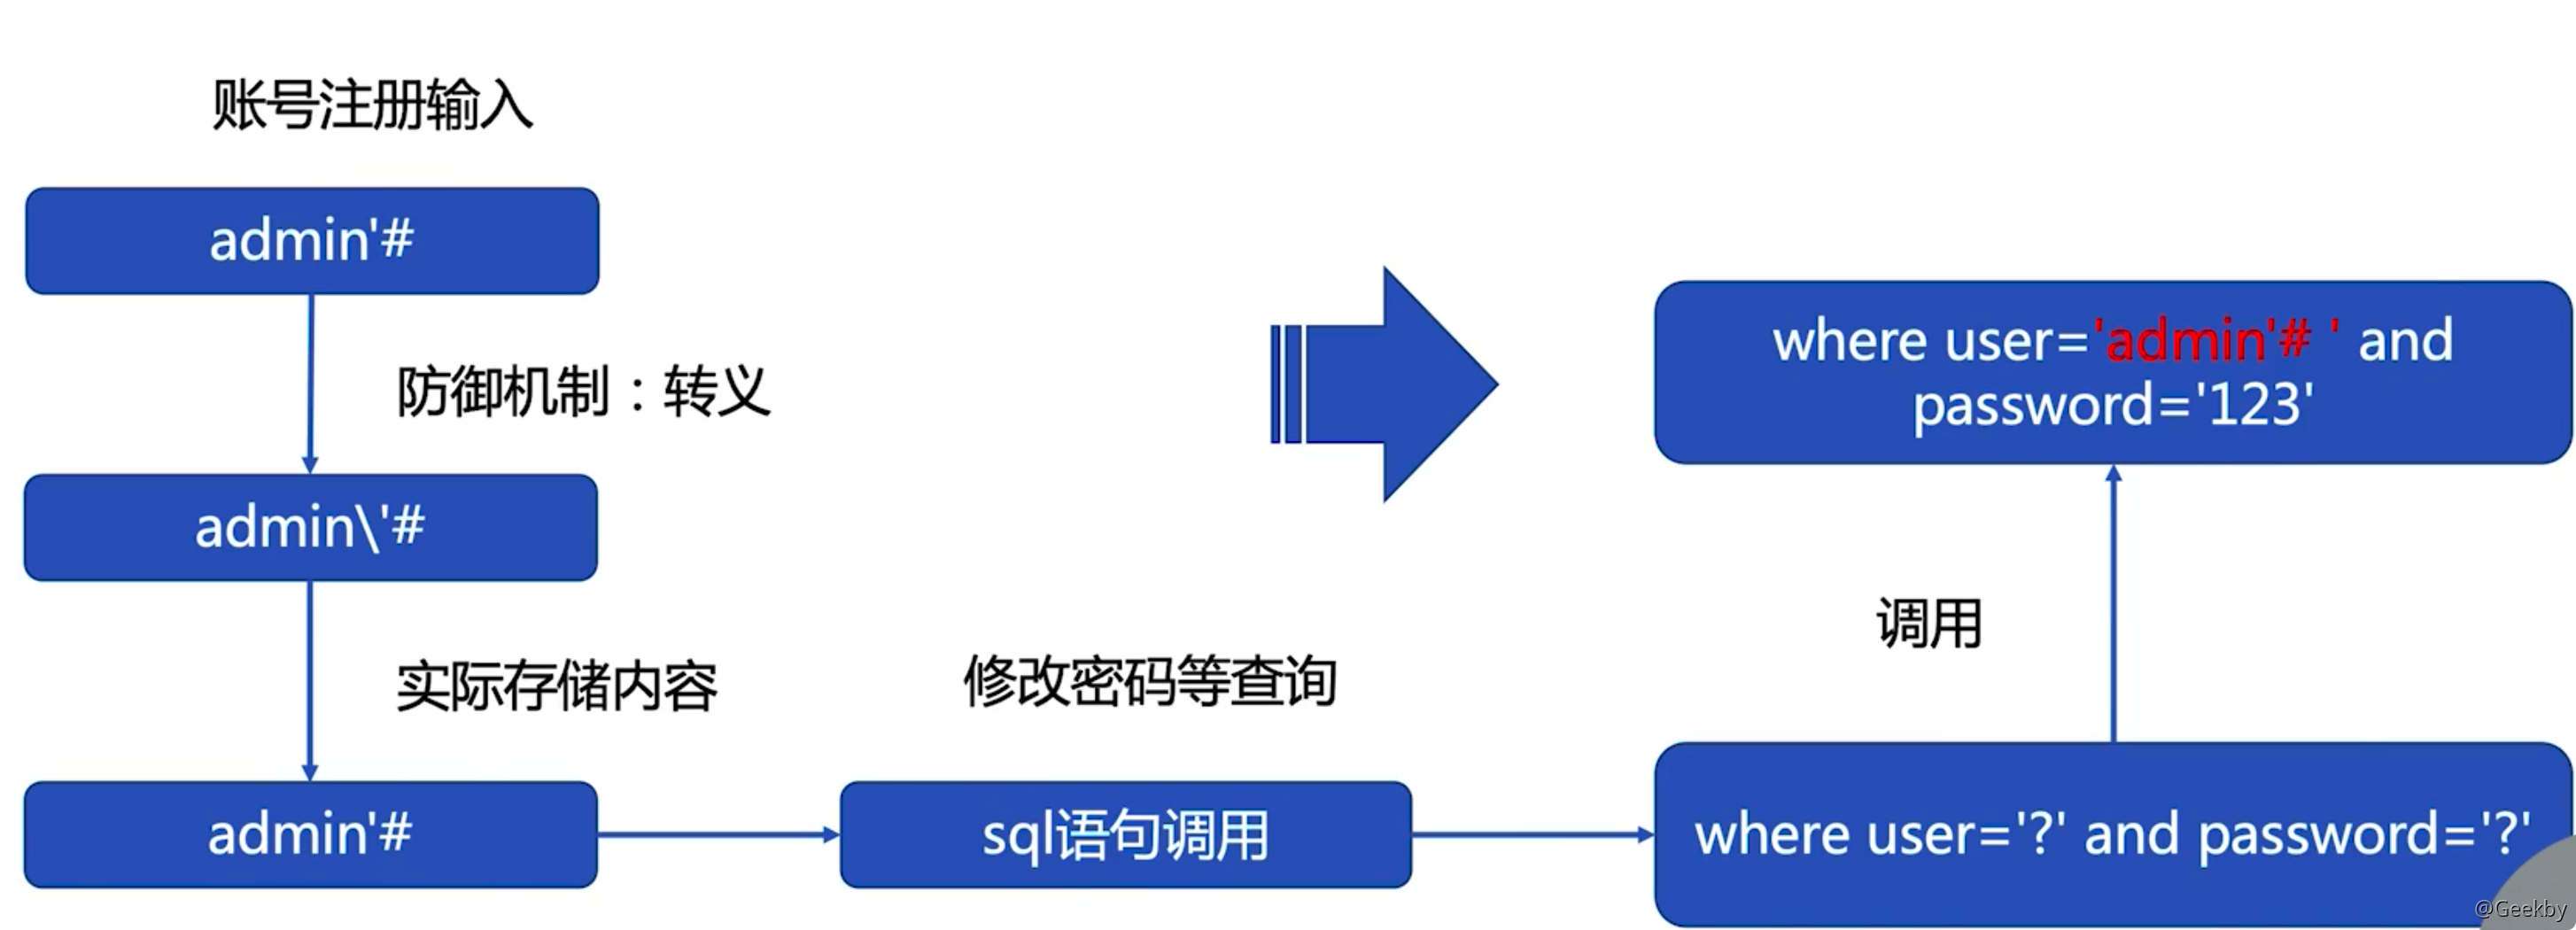 账号注册输入
admin'#
防御机制：转义
admin\'#
实际存储内容
admin'#
修改密码等查询
sql语句调用
where user='?' and password='?'
调用
where user='admin'# ' and
password='123'
@Geekby